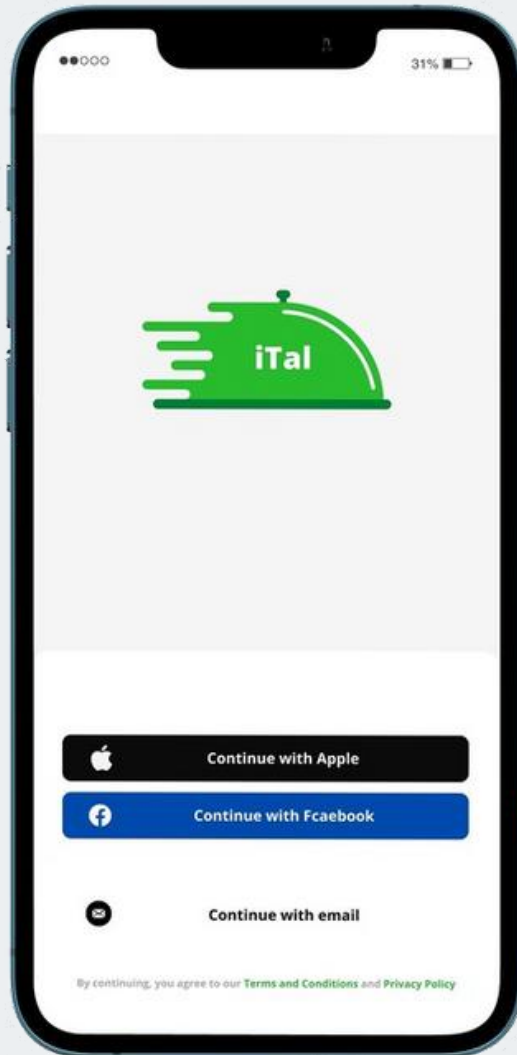 31%
iTal
Continue with Apple
Continue with Fcaebook
Continue with email
By continuing, you agree to our Terms and Conditions and Privacy Policy